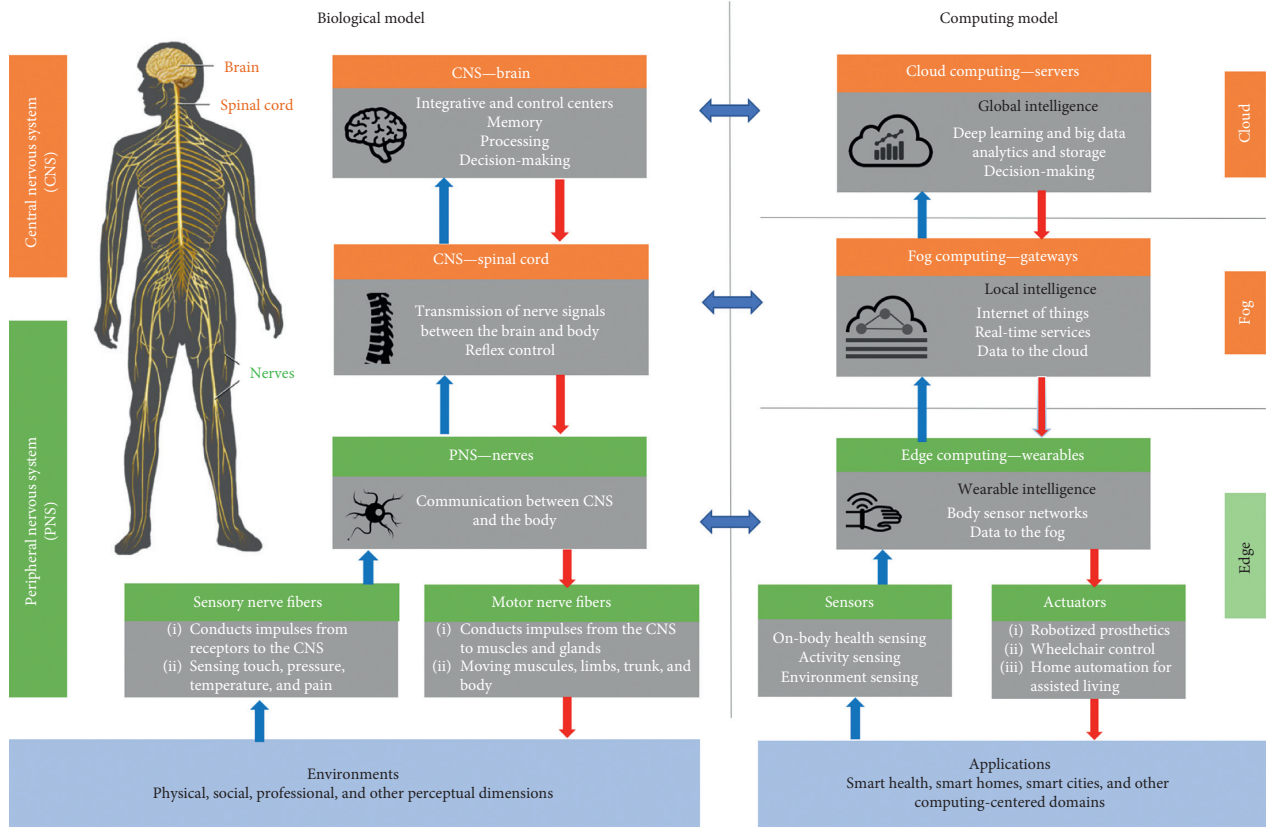 Biological model
Computing model
Central nervous system
(CNS)
Peripheral nervous system
(PNS)
Brain
Spinal cord
Nerves
CNS—brain
Integrative and control centers
Memory
Processing
Decision-making
CNS—spinal cord
Transmission of nerve signals
between the brain and body
Reflex control
PNS—nerves
Communication between CNS
and the body
Sensory nerve fibers
(i) Conducts impulses from
receptors to the CNS
(ii) Sensing touch, pressure,
temperature, and pain
Motor nerve fibers
(i) Conducts impulses from the CNS
to muscles and glands
(ii) Moving muscules, limbs, trunk, and
body
Environments
Physical, social, professional, and other perceptual dimensions
Cloud computing—servers
Global intelligence
Deep learning and big data
analytics and storage
Decision-making
Fog computing—gateways
Local intelligence
Internet of things
Real-time services
Data to the cloud
Edge computing—wearables
Wearable intelligence
Body sensor networks
Data to the fog
Sensors
On-body health sensing
Activity sensing
Environment sensing
Actuators
(i) Robotized prosthetics
(ii) Wheelchair control
(iii) Home automation for
assisted living
Applications
Smart health, smart homes, smart cities, and other
computing-centered domains
Cloud
Fog
Edge